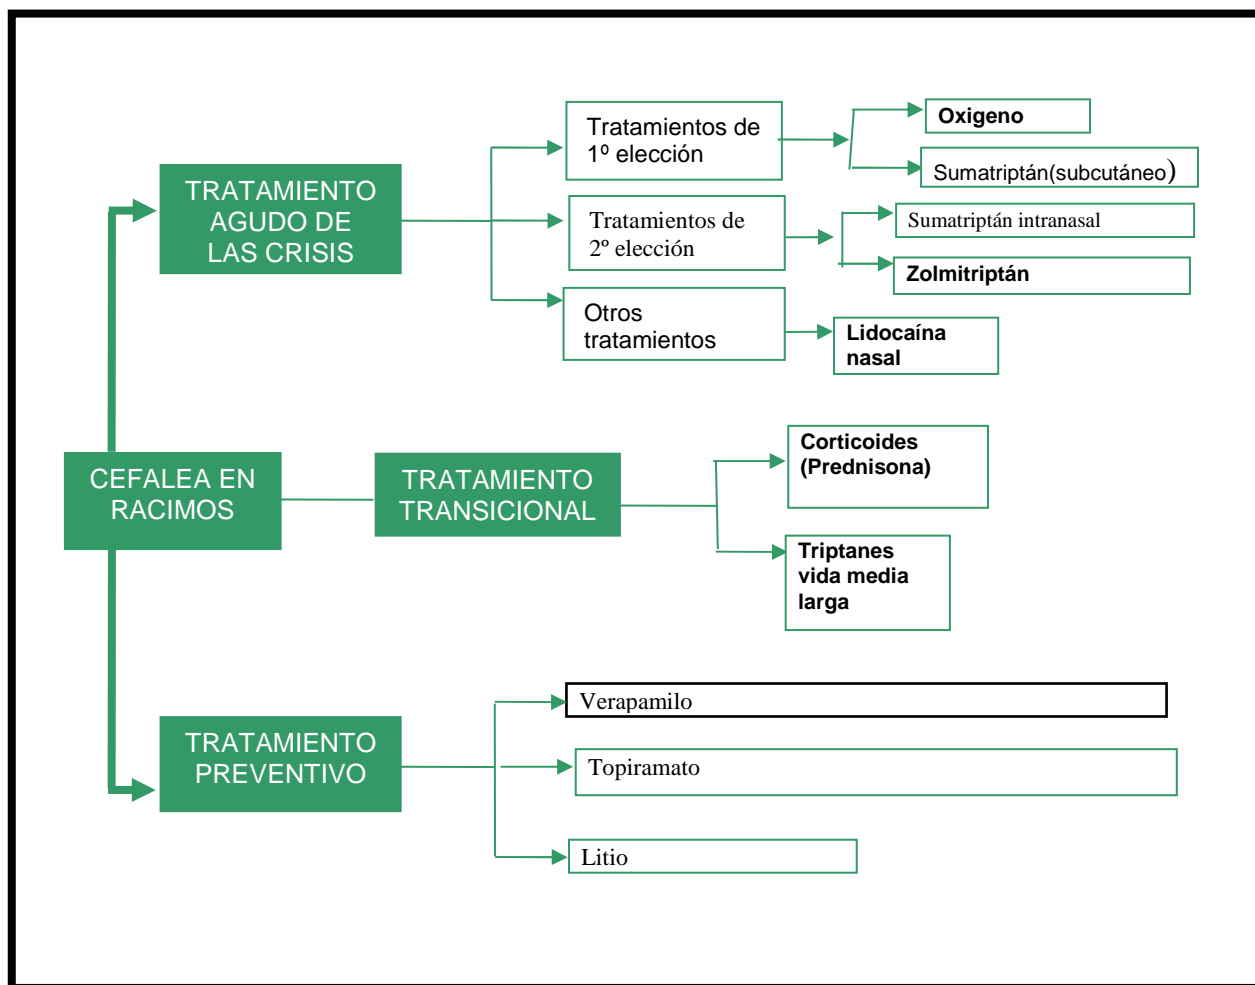 CEFALEA EN
RACIMOS
TRATAMIENTO
AGUDO DE
LAS CRISIS
Tratamientos de
1º elección
Oxigeno
Sumatriptán(subcutáneo)
Tratamientos de
2º elección
Sumatriptán intranasal
Zolmitriptán
Otros
tratamientos
Lidocaína
nasal
TRATAMIENTO
TRANSICIONAL
Corticoides
(Prednisona)
Triptanes
vida media
larga
TRATAMIENTO
PREVENTIVO
Verapamilo
Topiramato
Litio